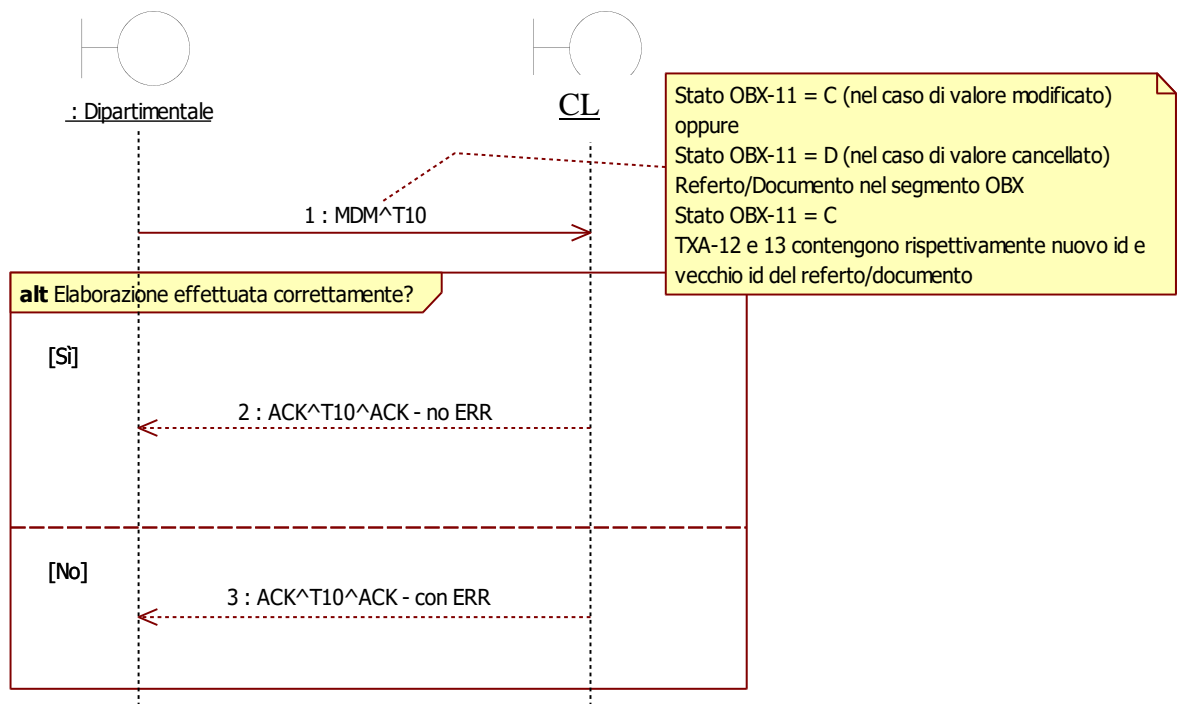 : Dipartimentale
CL
Stato OBX-11 = C (nel caso di valore modificato)
oppure
Stato OBX-11 = D (nel caso di valore cancellato)
Referto/Documento nel segmento OBX
Stato OBX-11 = C
TXA-12 e 13 contengono rispettivamente nuovo id e
vecchio id del referto/documento
1 : MDM^T10
alt Elaborazione effettuata correttamente?
[Sì]
2 : ACK^T10^ACK - no ERR
[No]
3 : ACK^T10^ACK - con ERR